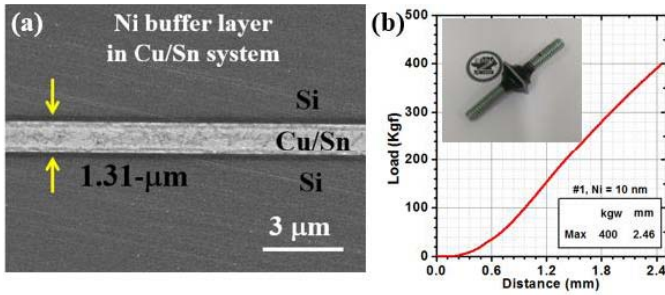 (a)
Ni buffer layer
in Cu/Sn system
Si
Cu/Sn
1.31-μm
Si
3 μm
(b)
Load (Kgf)
500
400
300
200
100
0
0.0 0.6 1.2 1.8 2.4
Distance (mm)
#1, Ni = 10 nm
kgw mm
Max 400 2.46